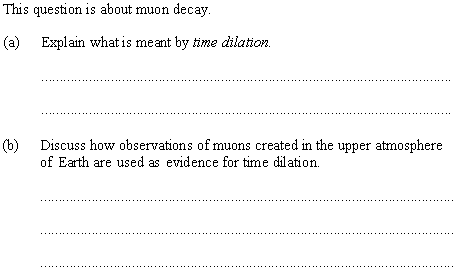 This question is about muon decay.
(a) Explain what is meant by time dilation.
(b) Discuss how observations of muons created in the upper atmosphere
of Earth are used as evidence for time dilation.